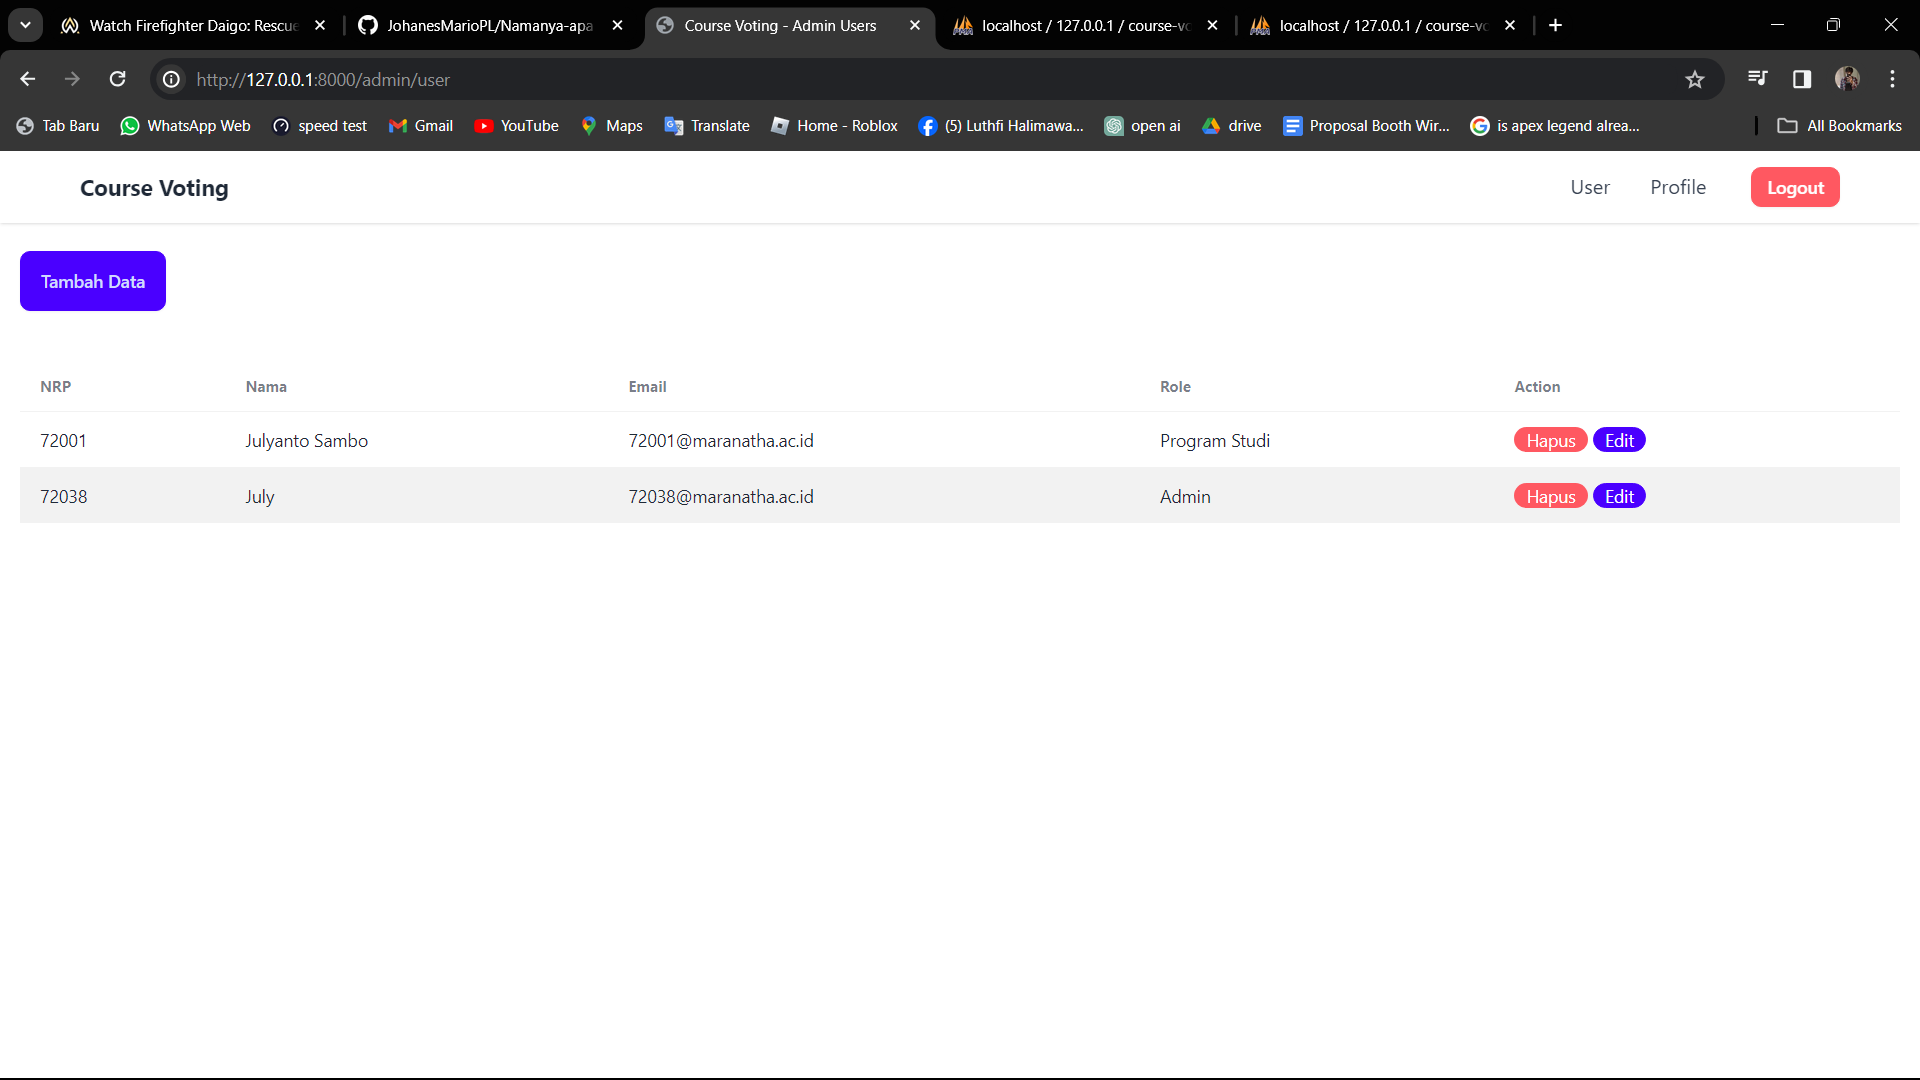 Watch Firefighter Daigo: Rescue
JohanesMarioPL/Namanya-apa
Course Voting - Admin Users
localhost / 127.0.0.1 / course-vo
localhost / 127.0.0.1 / course-vo
http://127.0.0.1:8000/admin/user
Tab Baru WhatsApp Web speed test Gmail YouTube Maps Translate Home - Roblox (5) Luthfi Halimawa... open ai drive Proposal Booth Wir... is apex legend alrea... All Bookmarks
Course Voting User Profile Logout
Tambah Data
NRP Nama Email Role Action
72001 Julyanto Sambo 72001@maranatha.ac.id Program Studi Hapus Edit
72038 July 72038@maranatha.ac.id Admin Hapus Edit